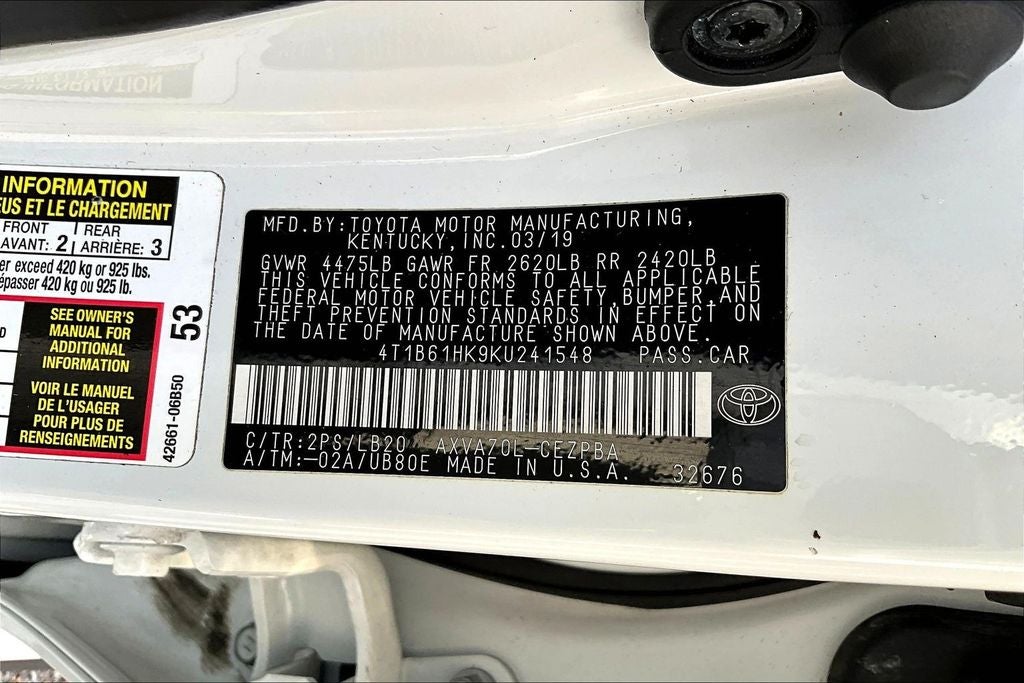 INFORMATION
EUS ET LE CHARGEMENT
FRONT REAR
AVANT: 2 ARRIÈRE: 3
er exceed 420 kg or 925 lbs.
épasser 420 kg ou 925 lb.
SEE OWNER'S
MANUAL FOR
ADDITIONAL
INFORMATION
VOIR LE MANUEL
DE L'USAGER
POUR PLUS DE
RENSEIGNEMENTS
53
42661-06B50
MFD.BY:TOYOTA MOTOR MANUFACTURING,
KENTUCKY,INC.03/19
GVWR 4475LB GAWR FR 2620LB RR 2420LB
THIS VEHICLE CONFORMS TO ALL APPLICABLE
FEDERAL MOTOR VEHICLE SAFETY,BUMPER,AND
THEFT PREVENTION STANDARDS IN EFFECT ON
THE DATE OF MANUFACTURE SHOWN ABOVE.
4T1B61HK9KU241548 PASS.CAR
C/TR:2PS/LB20 AXVA70L-CEZPBA
A/TM:-02A/UB80E MADE IN U.S.A. 32676